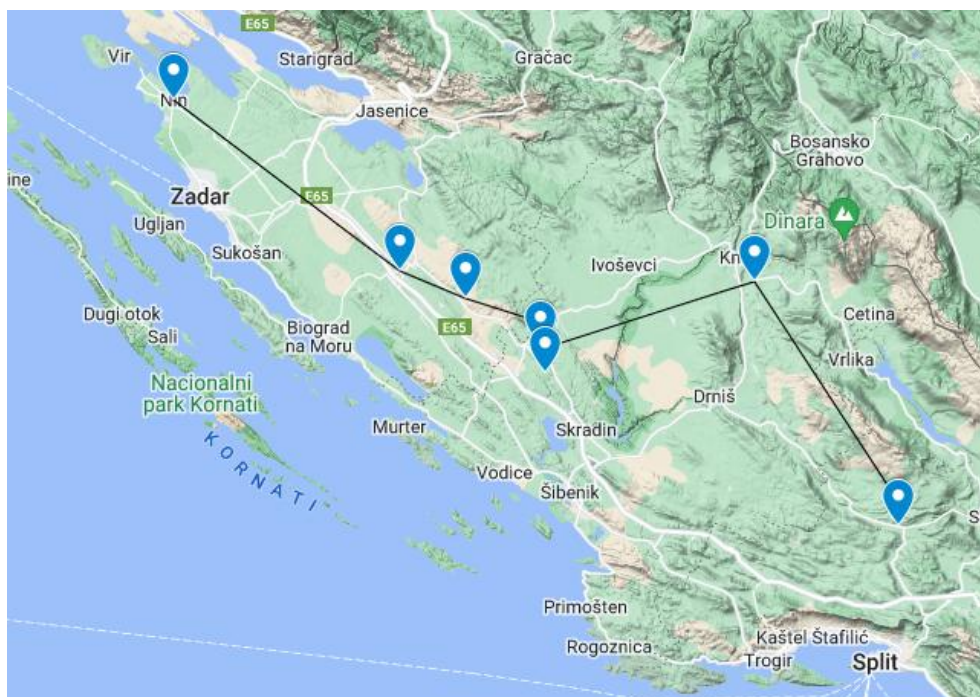 E65
Vir
Starigrad
Gračac
Nin
Jasenice
Bosansko
Grahovo
Zadar
E65
ine
Ugljan
Dinara
Sukošan
Ivoševci
Dugi otok
Sali
Biograd
na Moru
E65
Cetina
Vrlika
Nacionalni
park Kornati
Drniš
KORNATI
Murter
Skradin
Vodice
Šibenik
S
Primošten
Rogoznica
Kaštel Štafilić
Trogir
Split